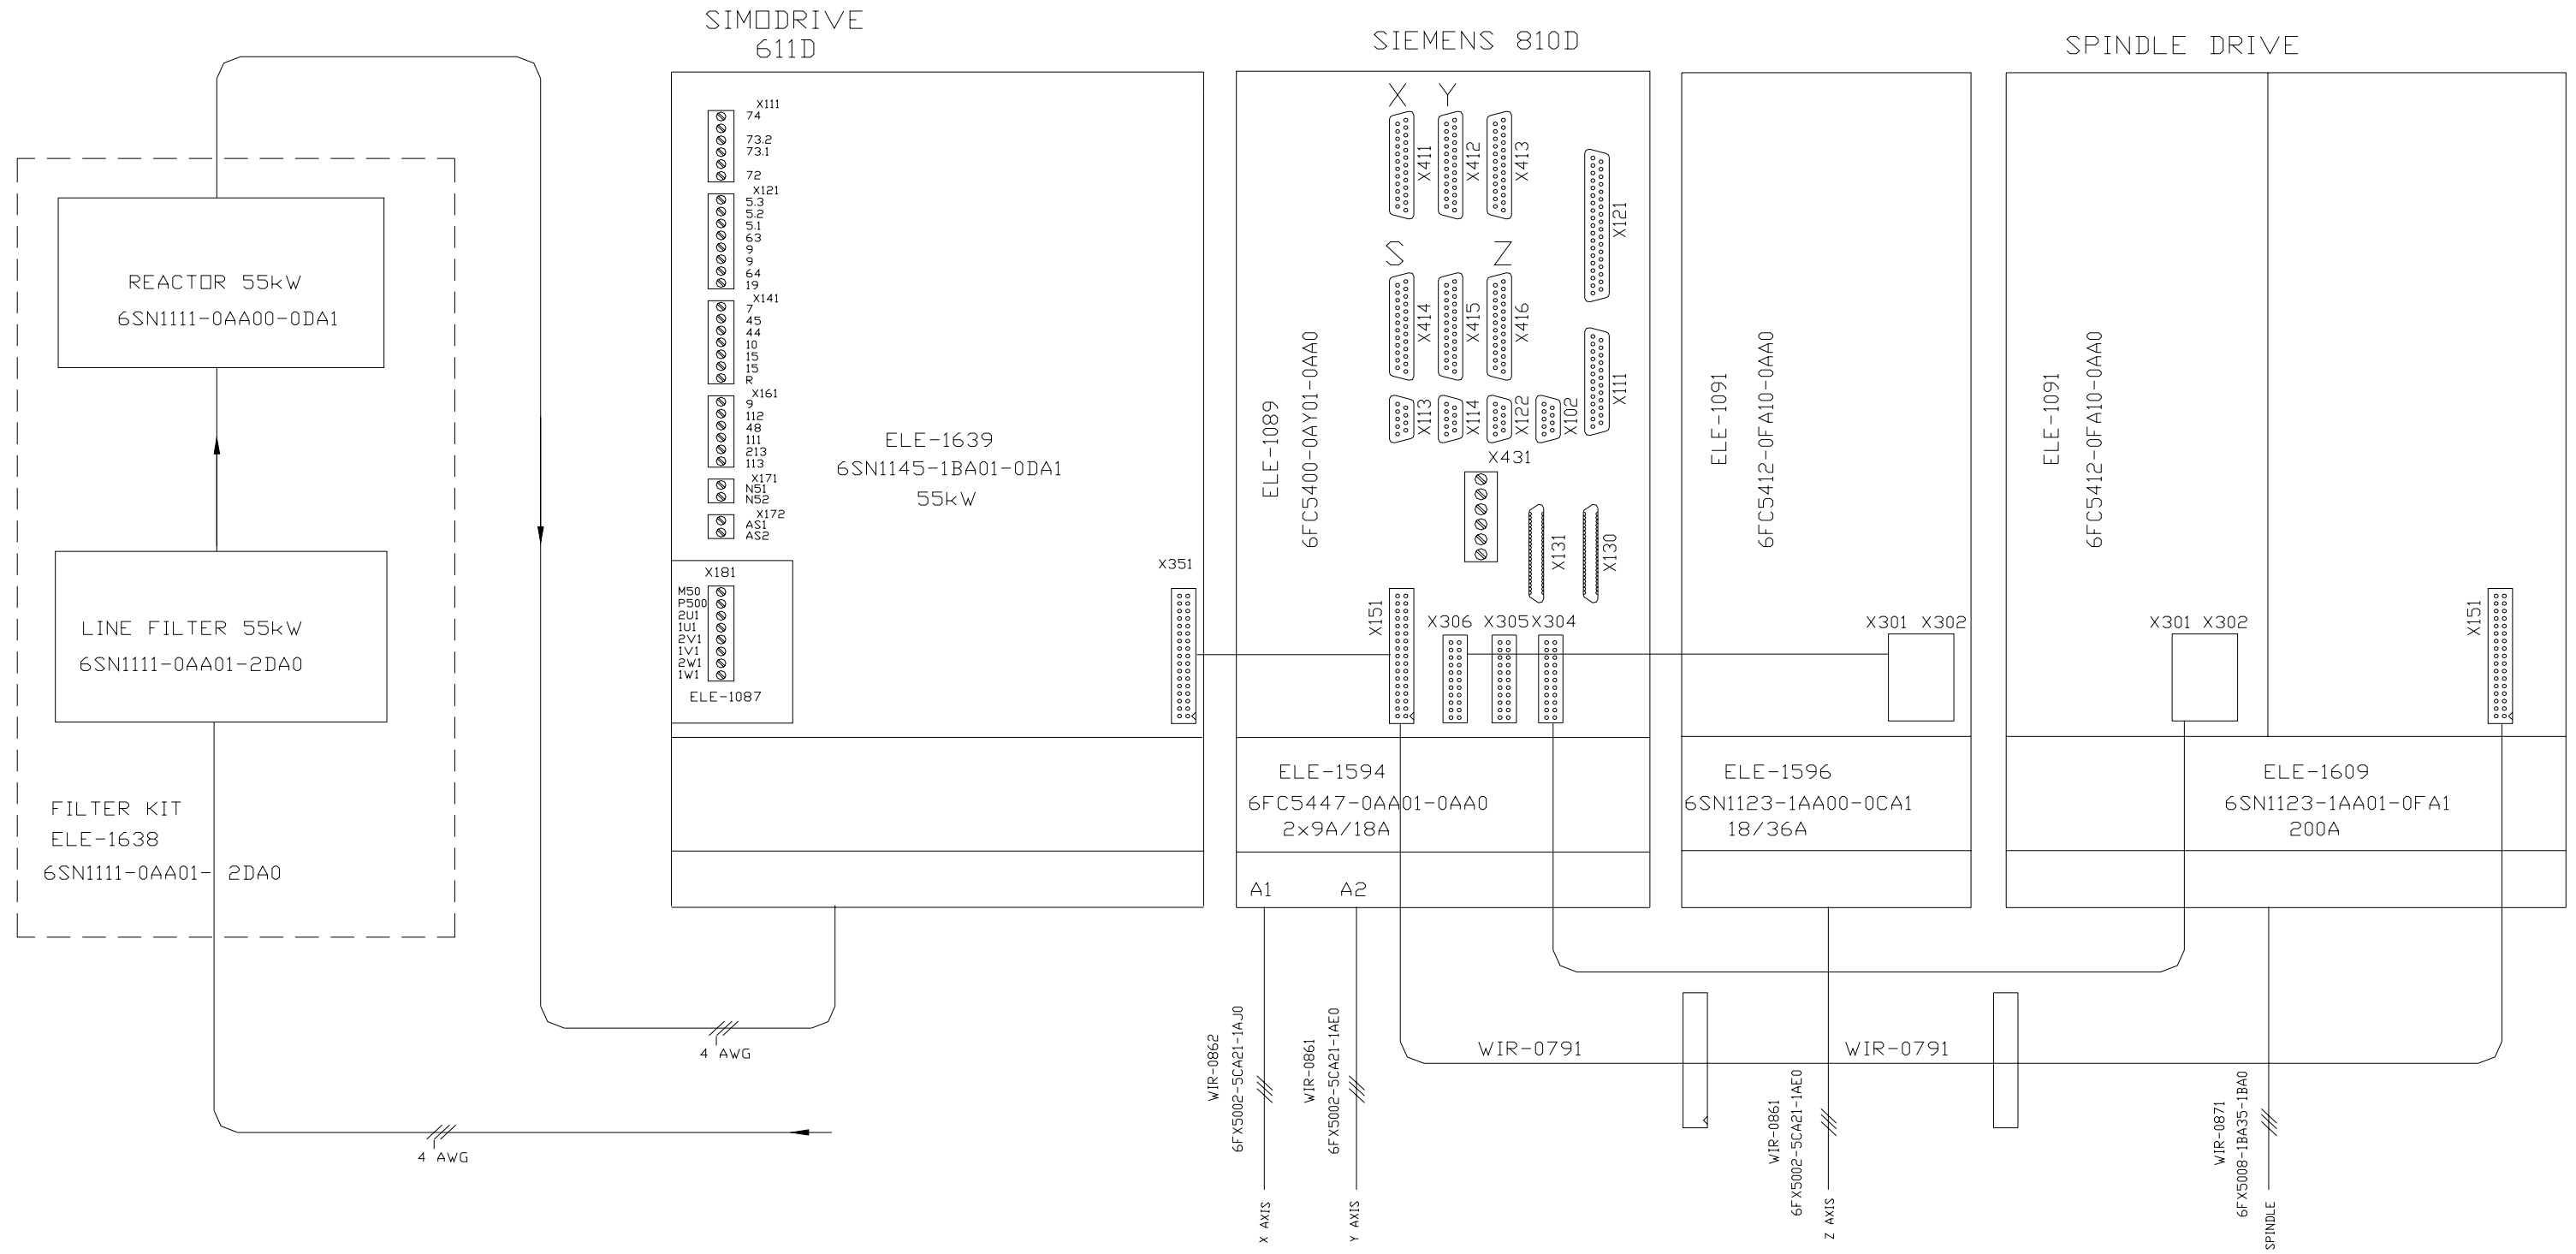 SIMODRIVE
611D
SIEMENS 810D
SPINDLE DRIVE
REACTOR 55kW
6SN1111-0AA00-0DA1
LINE FILTER 55kW
6SN1111-0AA01-2DA0
FILTER KIT
ELE-1638
6SN1111-0AA01- 2DA0
4 AWG
4 AWG
X111
74
73.2
73.1
72
X121
5.3
5.2
5.1
63
9
9
64
19
X141
7
45
44
10
15
15
R
X161
9
112
48
111
213
113
X171
N51
N52
X172
AS1
AS2
X181
M50
P500
2U1
1U1
2V1
1V1
2W1
1W1
ELE-1087
ELE-1639
6SN1145-1BA01-0DA1
55kW
X351
X Y
X411
X412
X413
X121
S Z
X414
X415
X416
X111
X113
X114
X122
X102
X431
X131
X130
ELE-1089
6FC5400-0AY01-0AA0
X151
X306 X305 X304
ELE-1594
6FC5447-0AA01-0AA0
2x9A/18A
A1 A2
WIR-0862
6FX5002-5CA21-1AJ0
X AXIS
WIR-0861
6FX5002-5CA21-1AE0
Y AXIS
ELE-1091
6FC5412-0FA10-0AA0
X301 X302
ELE-1596
6SN1123-1AA00-0CA1
18/36A
WIR-0791
WIR-0791
WIR-0861
6FX5002-5CA21-1AE0
Z AXIS
ELE-1091
6FC5412-0FA10-0AA0
X301 X302
X151
ELE-1609
6SN1123-1AA01-0FA1
200A
WIR-0871
6FX5008-1BA35-1BA0
SPINDLE